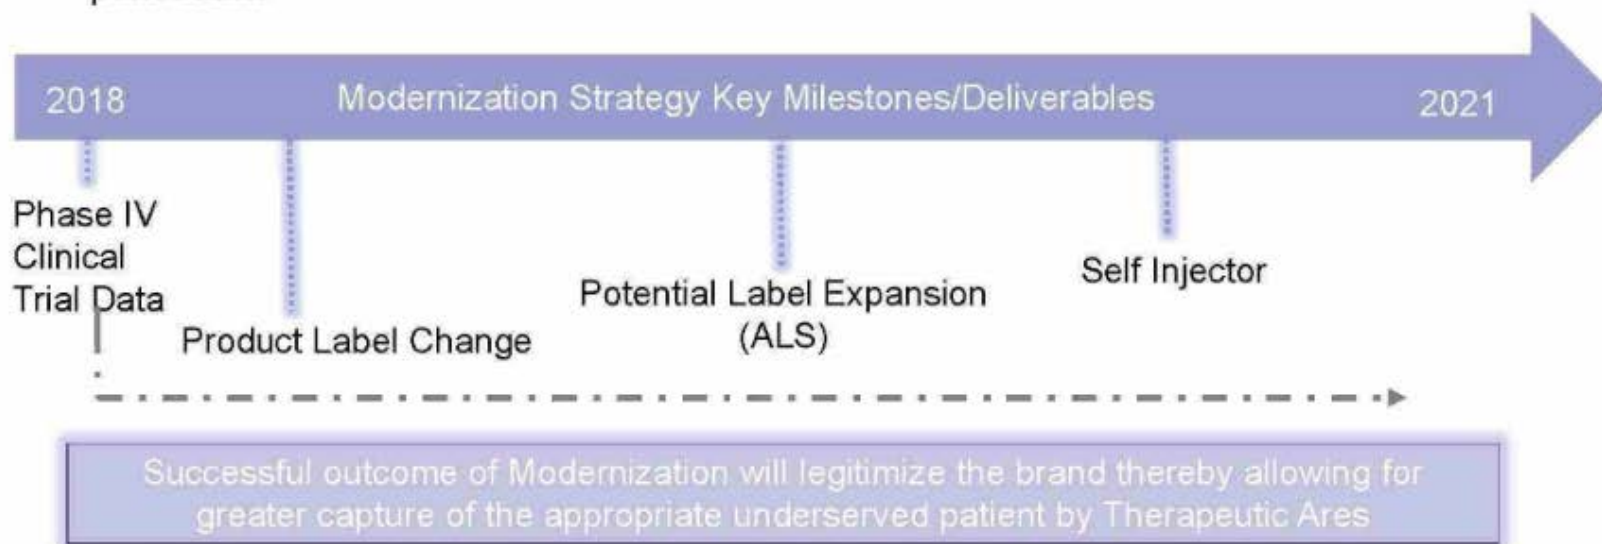 2018 Modernization Strategy Key Milestones/Deliverables 2021
Phase IV
Clinical
Trial Data
Product Label Change
Potential Label Expansion
(ALS)
Self Injector
Successful outcome of Modernization will legitimize the brand thereby allowing for
greater capture of the appropriate underserved patient by Therapeutic Ares